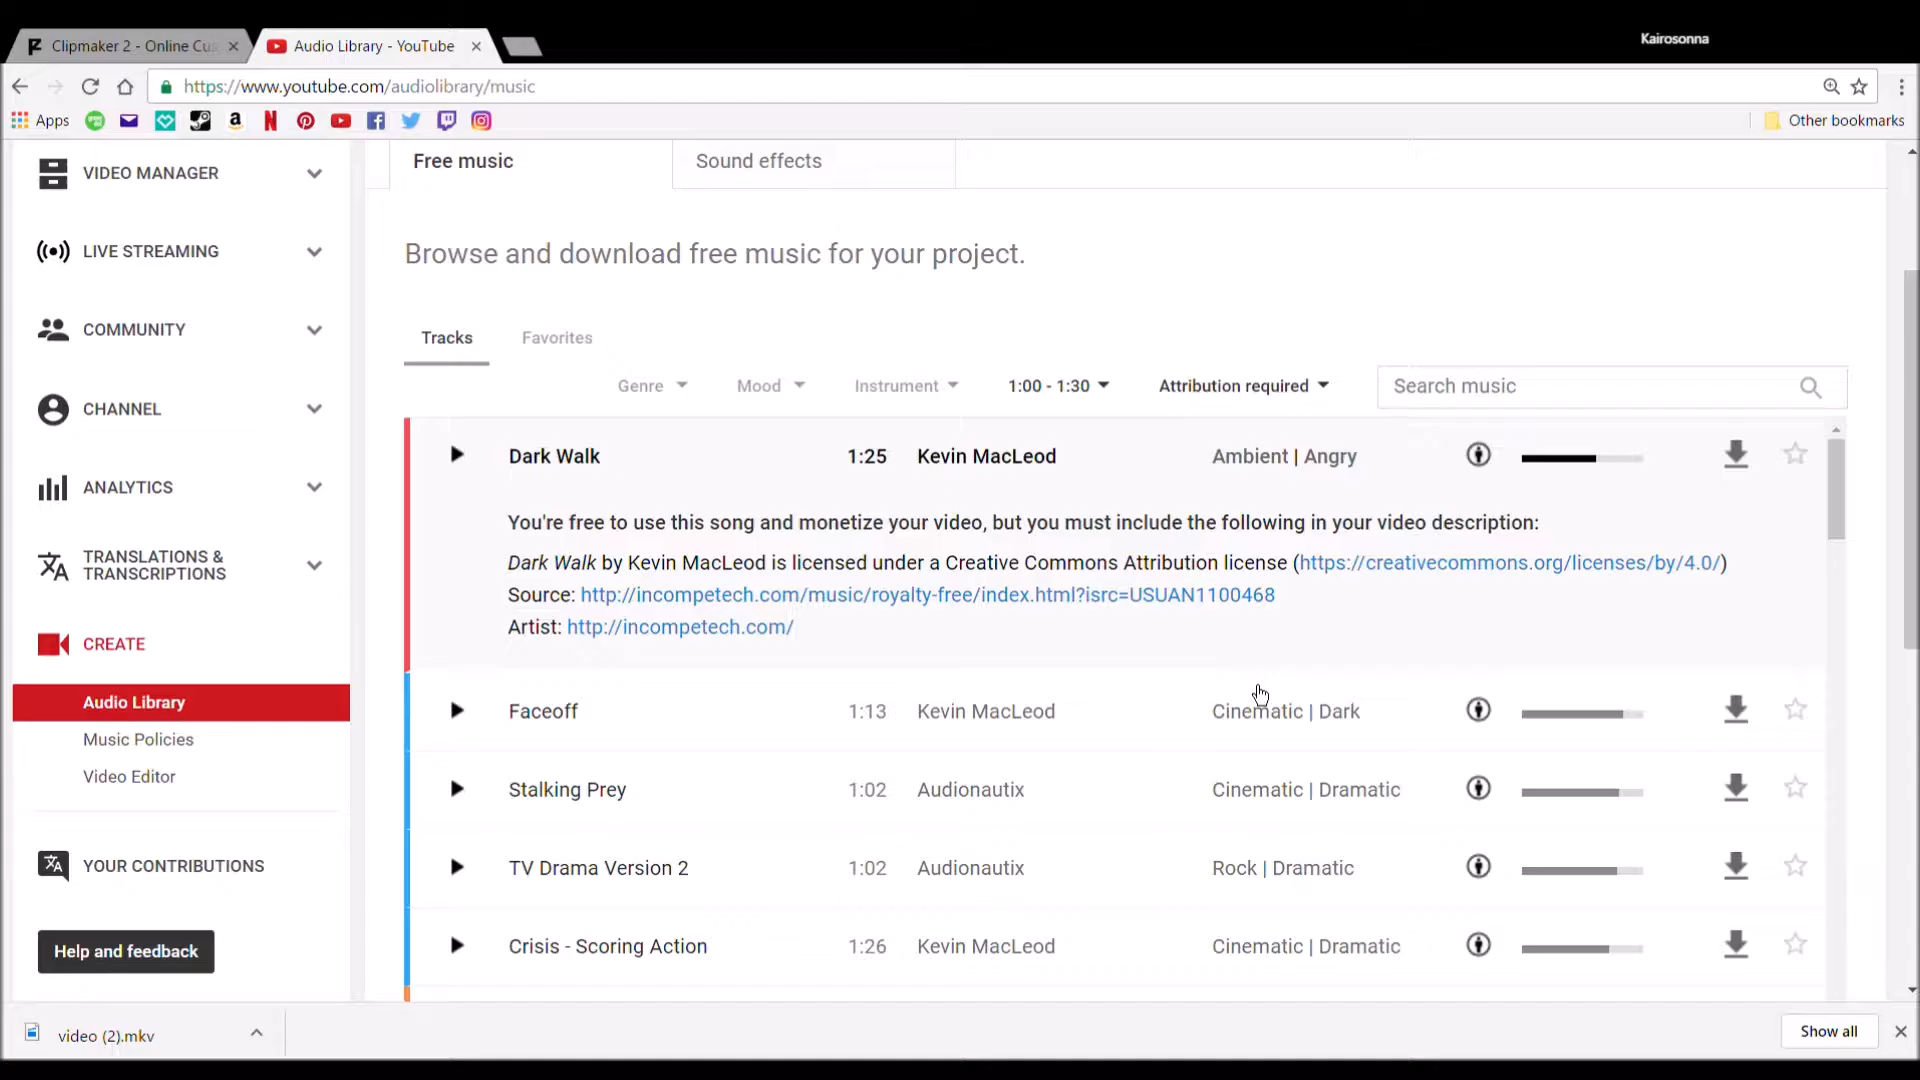 Clipmaker 2 - Online Cus
Audio Library - YouTube
Kairosonna
https://www.youtube.com/audiolibrary/music
Apps
Other bookmarks
VIDEO MANAGER
LIVE STREAMING
COMMUNITY
CHANNEL
ANALYTICS
TRANSLATIONS &
TRANSCRIPTIONS
CREATE
Audio Library
Music Policies
Video Editor
YOUR CONTRIBUTIONS
Help and feedback
Free music
Sound effects
Browse and download free music for your project.
Tracks
Favorites
Genre
Mood
Instrument
1:00 - 1:30
Attribution required
Search music
Dark Walk 1:25 Kevin MacLeod Ambient | Angry
You're free to use this song and monetize your video, but you must include the following in your video description:
Dark Walk by Kevin MacLeod is licensed under a Creative Commons Attribution license (https://creativecommons.org/licenses/by/4.0/)
Source: http://incompetech.com/music/royalty-free/index.html?isrc=USUAN1100468
Artist: http://incompetech.com/
Faceoff 1:13 Kevin MacLeod Cinematic | Dark
Stalking Prey 1:02 Audionautix Cinematic | Dramatic
TV Drama Version 2 1:02 Audionautix Rock | Dramatic
Crisis - Scoring Action 1:26 Kevin MacLeod Cinematic | Dramatic
video (2).mkv
Show all